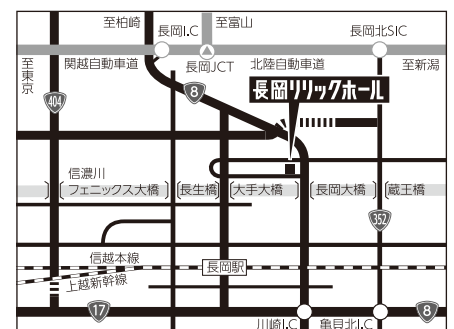 至柏崎
至富山
長岡I.C
長岡北SIC
至東京
関越自動車道
長岡JCT
北陸自動車道
至新潟
404
8
長岡リリックホール
信濃川
フェニックス大橋
長生橋
大手大橋
長岡大橋
蔵王橋
352
信越本線
長岡駅
上越新幹線
17
8
川崎I.C
亀貝北I.C